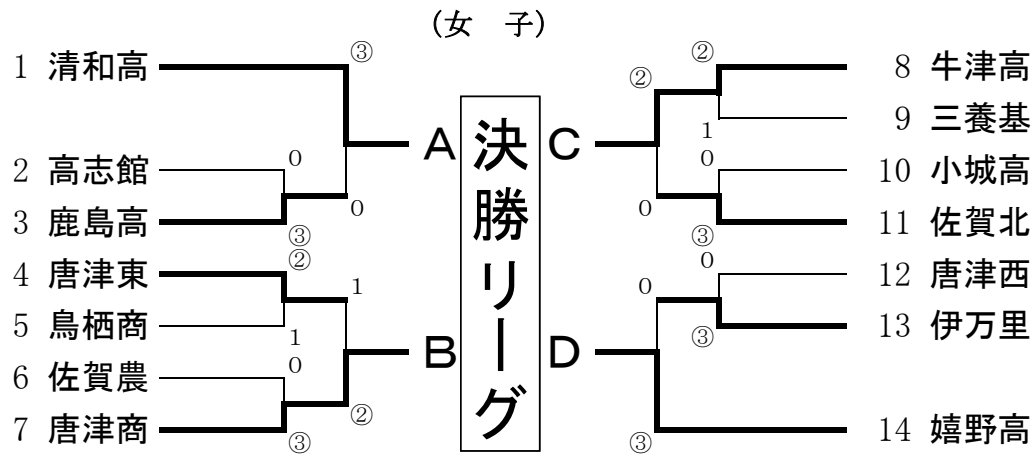 (女　子)
1 清和高 ③
2 高志館 0
3 鹿島高 ③ 0
A
4 唐津東 ② 1
5 鳥栖商 1
6 佐賀農 0
7 唐津商 ③ ②
B
決勝リーグ
C
② ② 8 牛津高
1 9 三養基
0 10 小城高
0 ③ 11 佐賀北
D
0 0 12 唐津西
③ 13 伊万里
③ 14 嬉野高